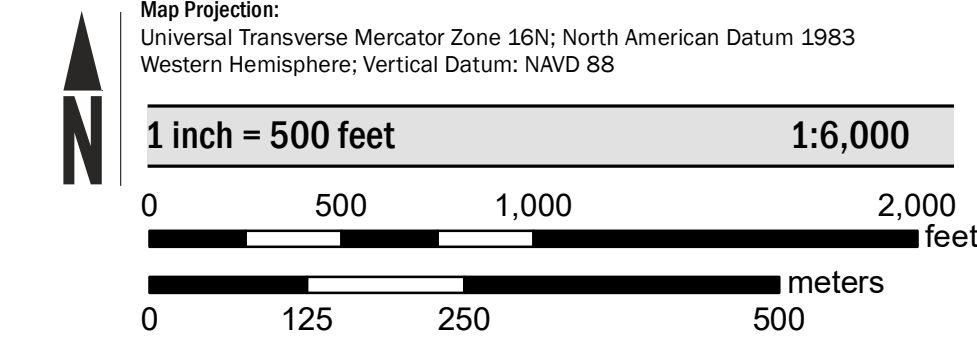 Map Projection:
Universal Transverse Mercator Zone 16N; North American Datum 1983
Western Hemisphere; Vertical Datum: NAVD 88
N
1 inch = 500 feet 1:6,000
0 500 1,000 2,000
feet
meters
0 125 250 500